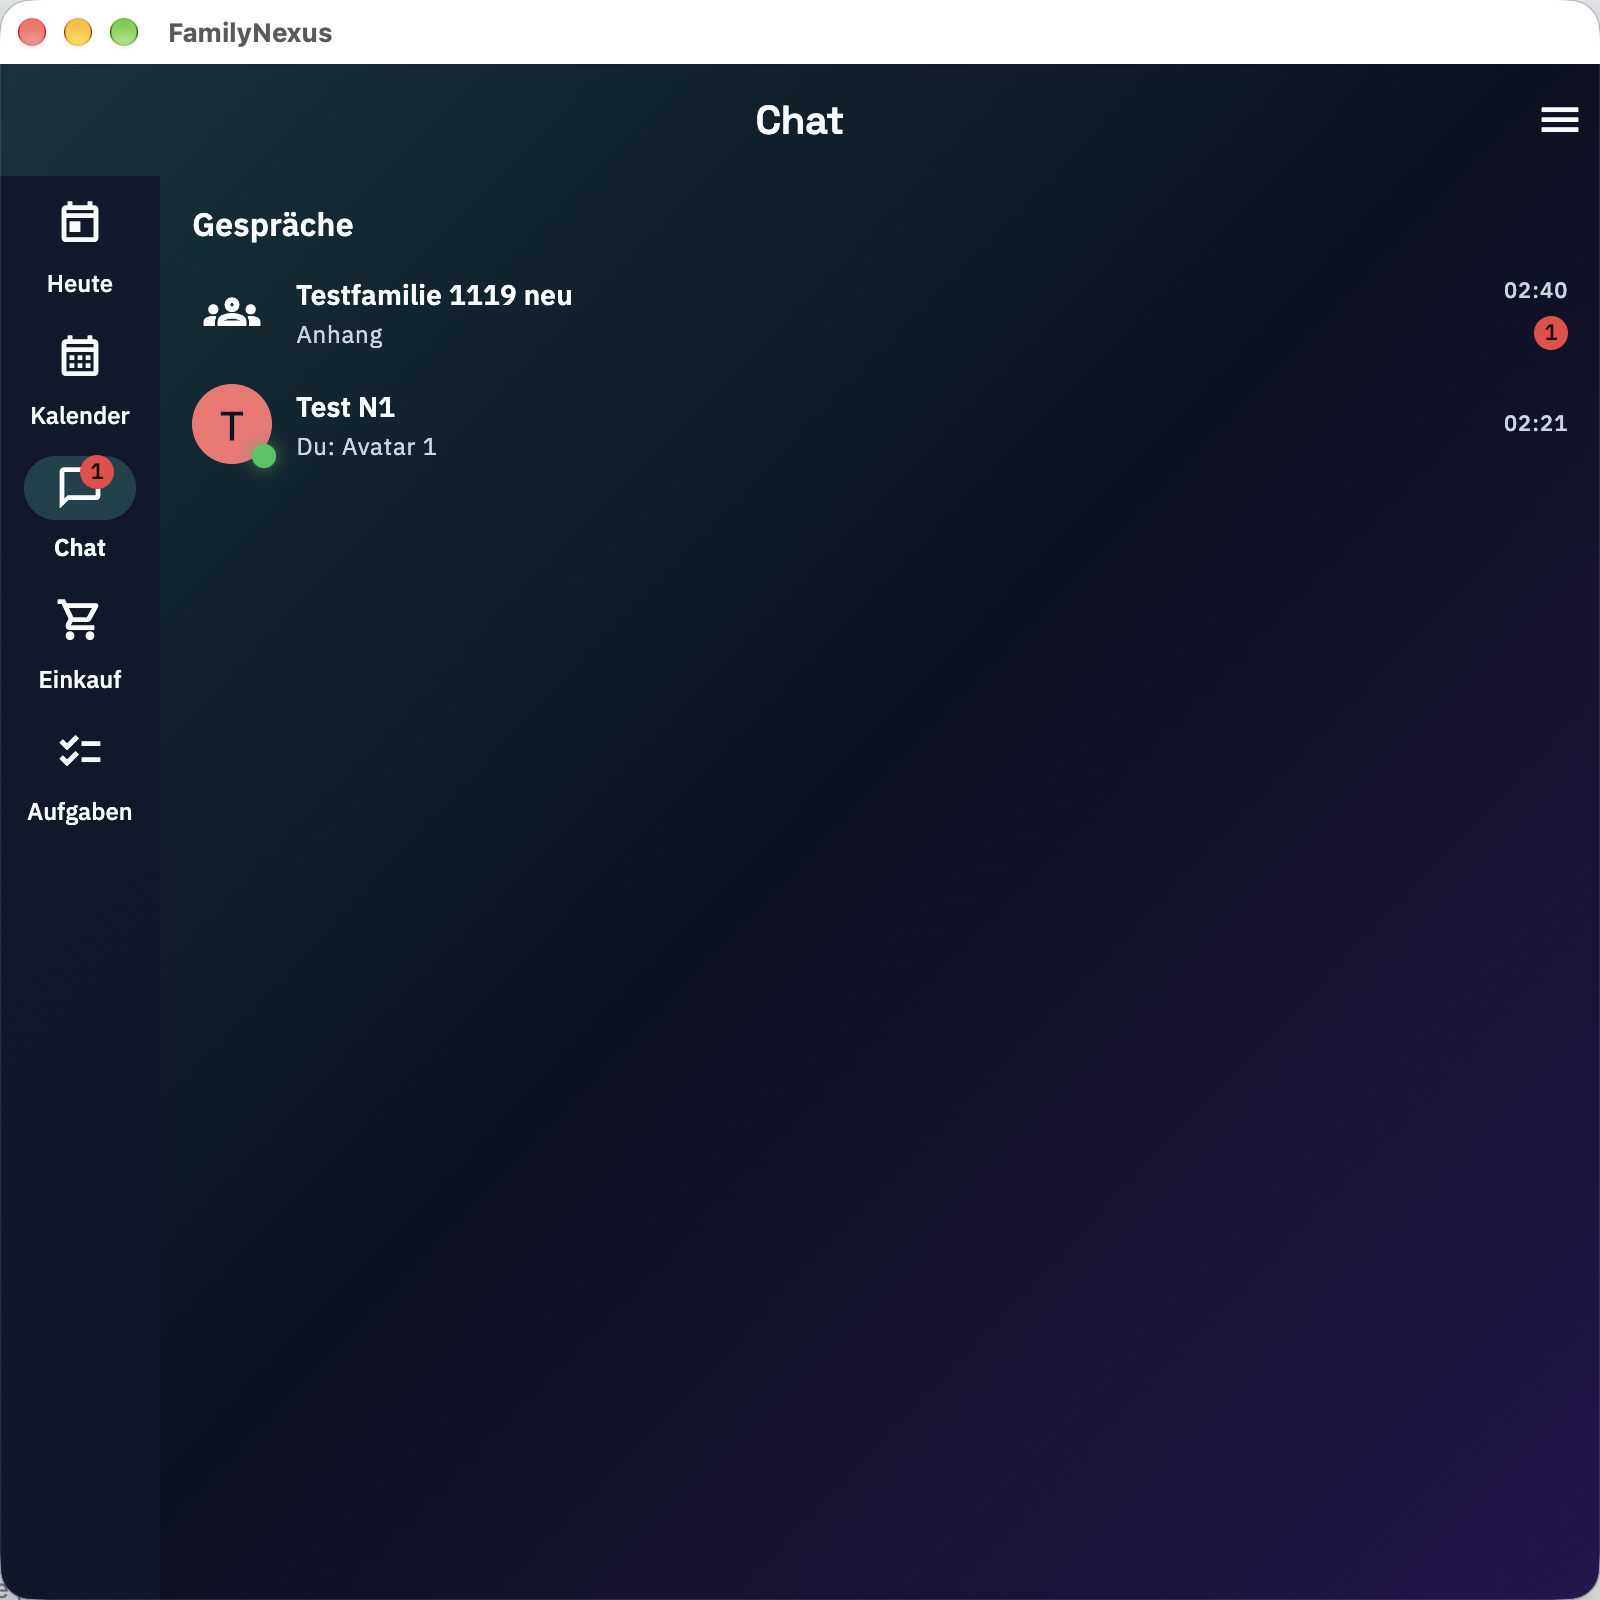 FamilyNexus
Chat
Heute
Kalender
1
Chat
Einkauf
Aufgaben
Gespräche
Testfamilie 1119 neu
02:40
Anhang
1
T
Test N1
Du: Avatar 1
02:21